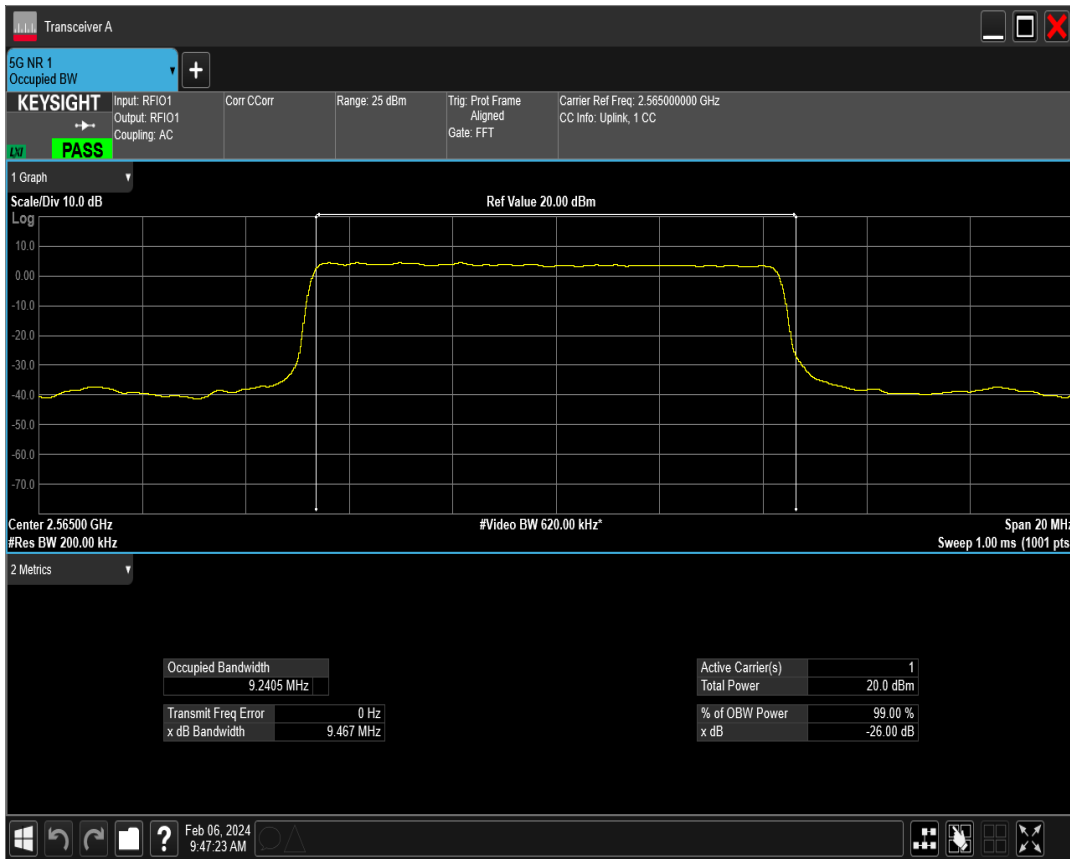 Transceiver A
5G NR 1
Occupied BW
KEYSIGHT
Input: RFIO1
Output: RFIO1
Coupling: AC
Corr CCorr
Range: 25 dBm
Trig: Prot Frame
Aligned
Gate: FFT
Carrier Ref Freq: 2.565000000 GHz
CC Info: Uplink, 1 CC
LXI
PASS
1 Graph
Scale/Div 10.0 dB
Ref Value 20.00 dBm
Log
10.0
0.00
-10.0
-20.0
-30.0
-40.0
-50.0
-60.0
-70.0
Center 2.56500 GHz
#Video BW 620.00 kHz*
Span 20 MHz
#Res BW 200.00 kHz
Sweep 1.00 ms (1001 pts
2 Metrics
Occupied Bandwidth
9.2405 MHz
Transmit Freq Error 0 Hz
x dB Bandwidth 9.467 MHz
Active Carrier(s) 1
Total Power 20.0 dBm
% of OBW Power 99.00 %
x dB -26.00 dB
?
Feb 06, 2024
9:47:23 AM